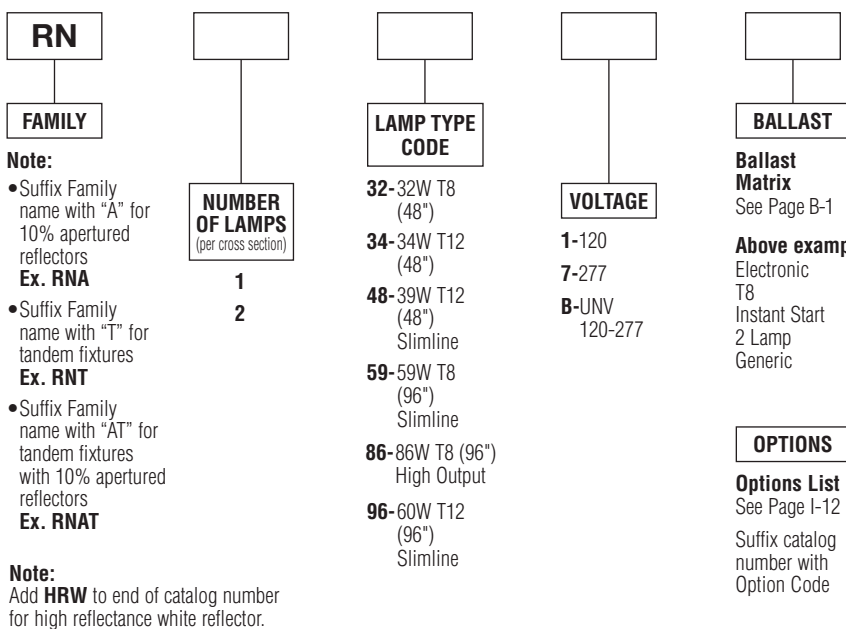 RN
FAMILY
Note:
•Suffix Family
name with “A” for
10% apertured
reflectors
Ex. RNA
•Suffix Family
name with “T” for
tandem fixtures
Ex. RNT
•Suffix Family
name with “AT” for
tandem fixtures
with 10% apertured
reflectors
Ex. RNAT
Note:
Add HRW to end of catalog number
for high reflectance white reflector.
NUMBER
OF LAMPS
(per cross section)
1
2
LAMP TYPE
CODE
32-32W T8
(48")
34-34W T12
(48")
48-39W T12
(48")
Slimline
59-59W T8
(96")
Slimline
86-86W T8 (96")
High Output
96-60W T12
(96")
Slimline
VOLTAGE
1-120
7-277
B-UNV
120-277
BALLAST
Ballast
Matrix
See Page B-1
Above examp
Electronic
T8
Instant Start
2 Lamp
Generic
OPTIONS
Options List
See Page I-12
Suffix catalog
number with
Option Code